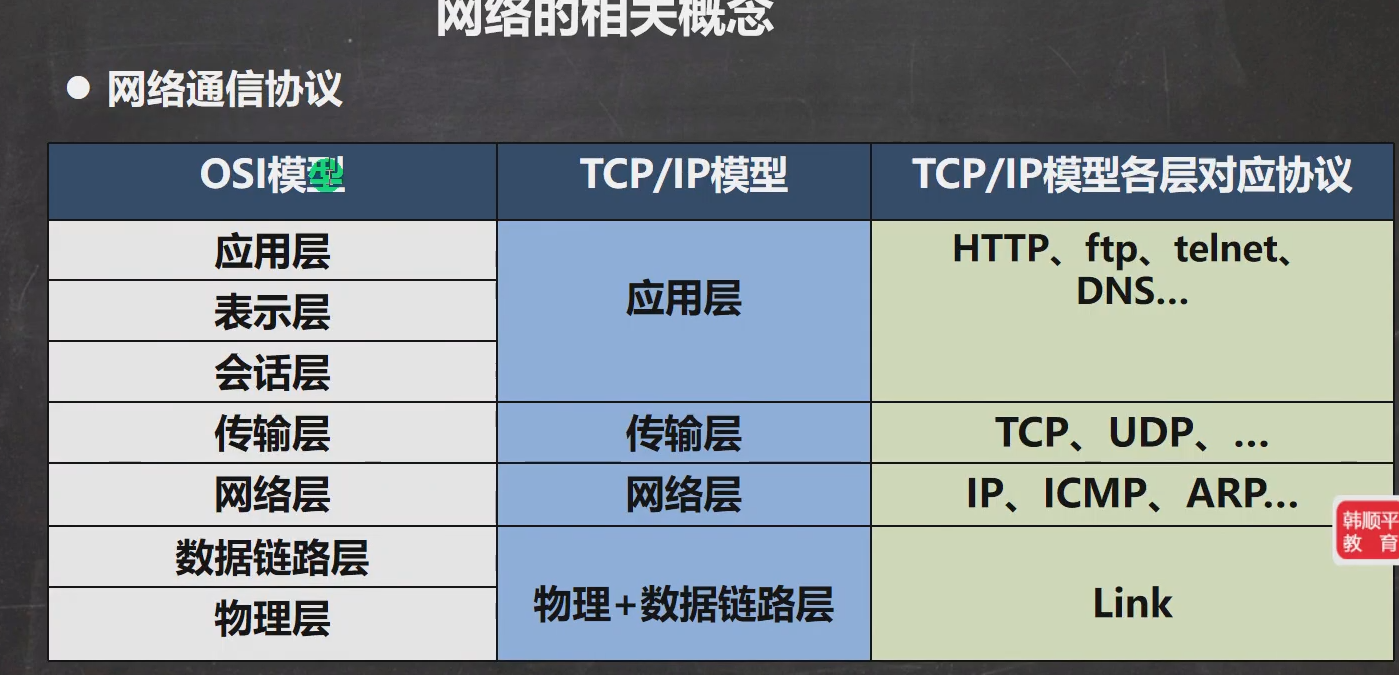 网络的相关概念
网络通信协议
OSI模型
TCP/IP模型
TCP/IP模型各层对应协议
应用层
表示层
会话层
应用层
HTTP、ftp、telnet、
DNS...
传输层
传输层
TCP、UDP、...
网络层
网络层
IP、ICMP、ARP...
数据链路层
物理层
物理+数据链路层
Link
韩顺平
教 育